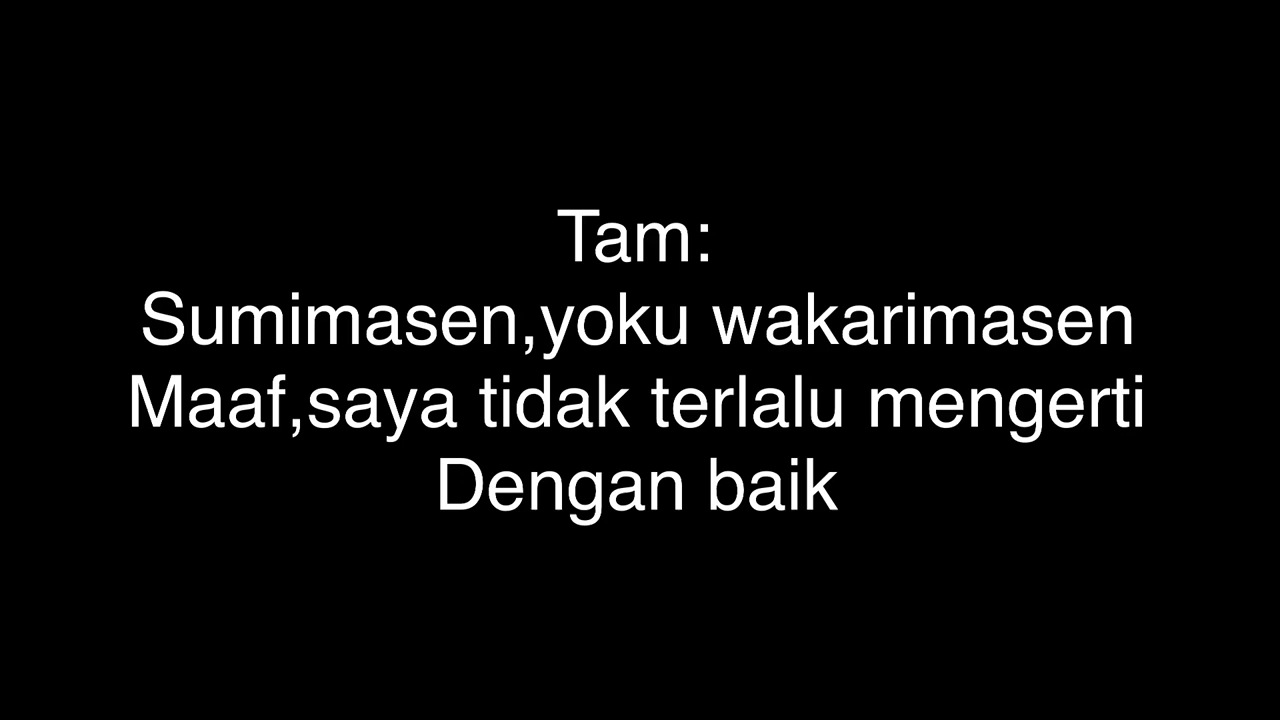 Tam:
Sumimasen,yoku wakarimasen
Maaf,saya tidak terlalu mengerti
Dengan baik